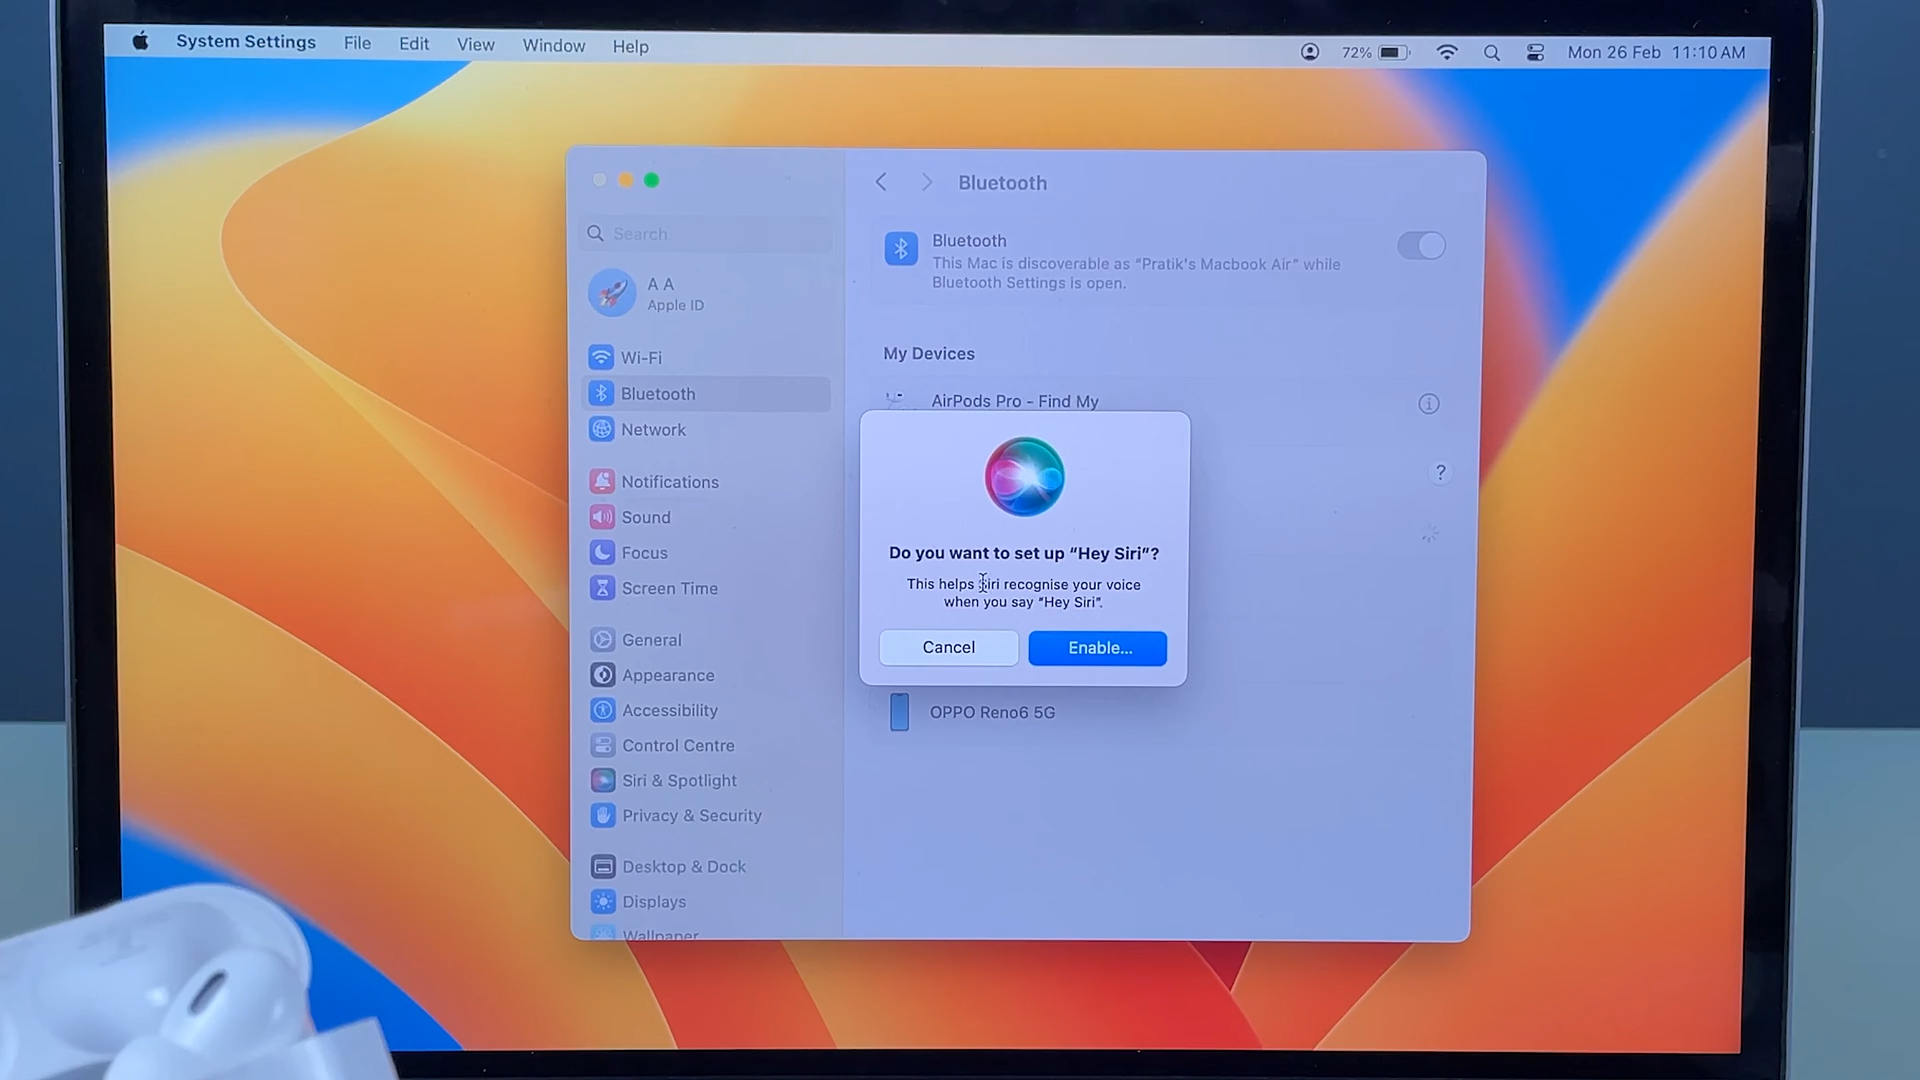 System Settings File Edit View Window Help
72% Mon 26 Feb 11:10 AM
Search
A A
Apple ID
Wi-Fi
Bluetooth
Network
Notifications
Sound
Focus
Screen Time
General
Appearance
Accessibility
Control Centre
Siri & Spotlight
Privacy & Security
Desktop & Dock
Displays
Wallpaper
Bluetooth
Bluetooth
This Mac is discoverable as “Pratik's Macbook Air” while
Bluetooth Settings is open.
My Devices
AirPods Pro - Find My
?
Do you want to set up “Hey Siri”?
This helps Siri recognise your voice
when you say “Hey Siri”.
Cancel
Enable...
OPPO Reno6 5G